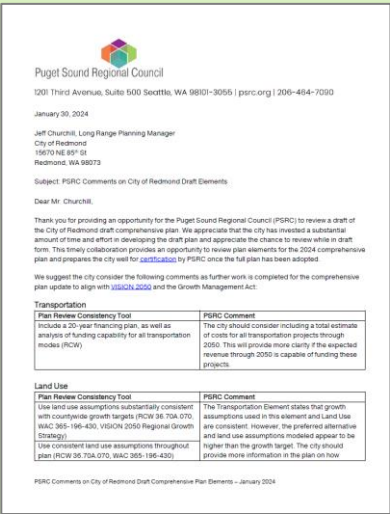 Puget Sound Regional Council
1201 Third Avenue, Suite 500 Seattle, WA 98101-3055 | psrc.org | 206-464-7090
January 30, 2024
Jeff Churchill, Long Range Planning Manager
City of Redmond
15670 NE 85th St
Redmond, WA 98073
Subject: PSRC Comments on City of Redmond Draft Elements
Dear Mr. Churchill,
Thank you for providing an opportunity for the Puget Sound Regional Council (PSRC) to review a draft of
the City of Redmond draft comprehensive plan. We appreciate that the city has invested a substantial
amount of time and effort in developing the draft plan and appreciate the chance to review while in draft
form. This timely collaboration provides an opportunity to review plan elements for the 2024 comprehensive
plan and prepares the city well for certification by PSRC once the full plan has been adopted.
We suggest the city consider the following comments as further work is completed for the comprehensive
plan update to align with VISION 2050 and the Growth Management Act:
Transportation
Plan Review Consistency Tool
PSRC Comment
Include a 20-year financing plan, as well as
analysis of funding capability for all transportation
modes (RCW)
The city should consider including a total estimate
of costs for all transportation projects through
2050. This will provide more clarity if the expected
revenue through 2050 is capable of funding these
projects.
Land Use
Plan Review Consistency Tool
PSRC Comment
Use land use assumptions substantially consistent
with countywide growth targets (RCW 36.70A.070,
WAC 365-196-430, VISION 2050 Regional Growth
Strategy)
Use consistent land use assumptions throughout
plan (RCW 36.70A.070, WAC 365-196-430)
The Transportation Element states that growth
assumptions used in this element and Land Use
are consistent. However, the preferred alternative
and land use assumptions modeled appear to be
higher than the growth target. The city should
provide more information in the plan on how
PSRC Comments on City of Redmond Draft Comprehensive Plan Elements – January 2024